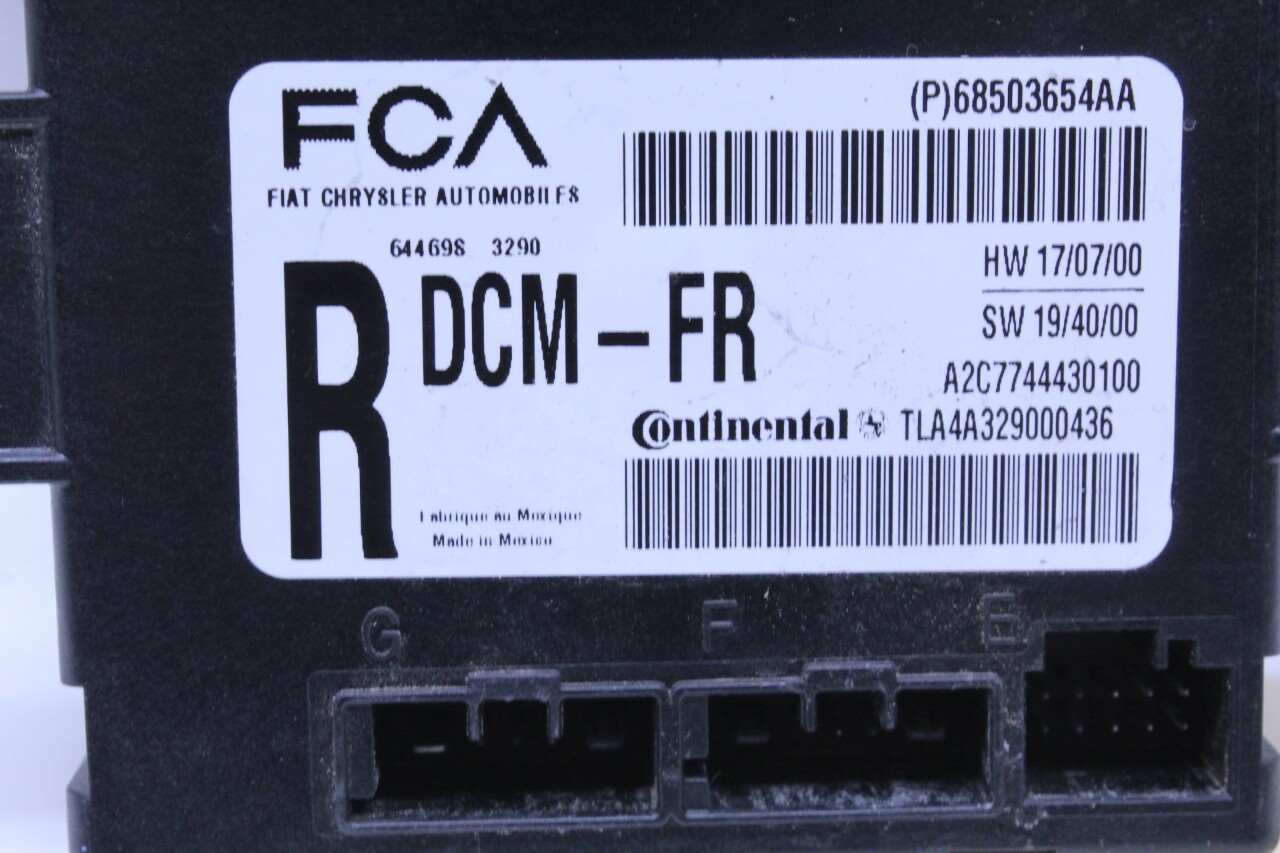 FCA
FIAT CHRYSLER AUTOMOBILES
(P)68503654AA
644698 3290
R
DCM-FR
HW 17/07/00
SW 19/40/00
A2C7744430100
Continental TLA4A329000436
Fabrique au Mexique
Made in Mexico
G F E